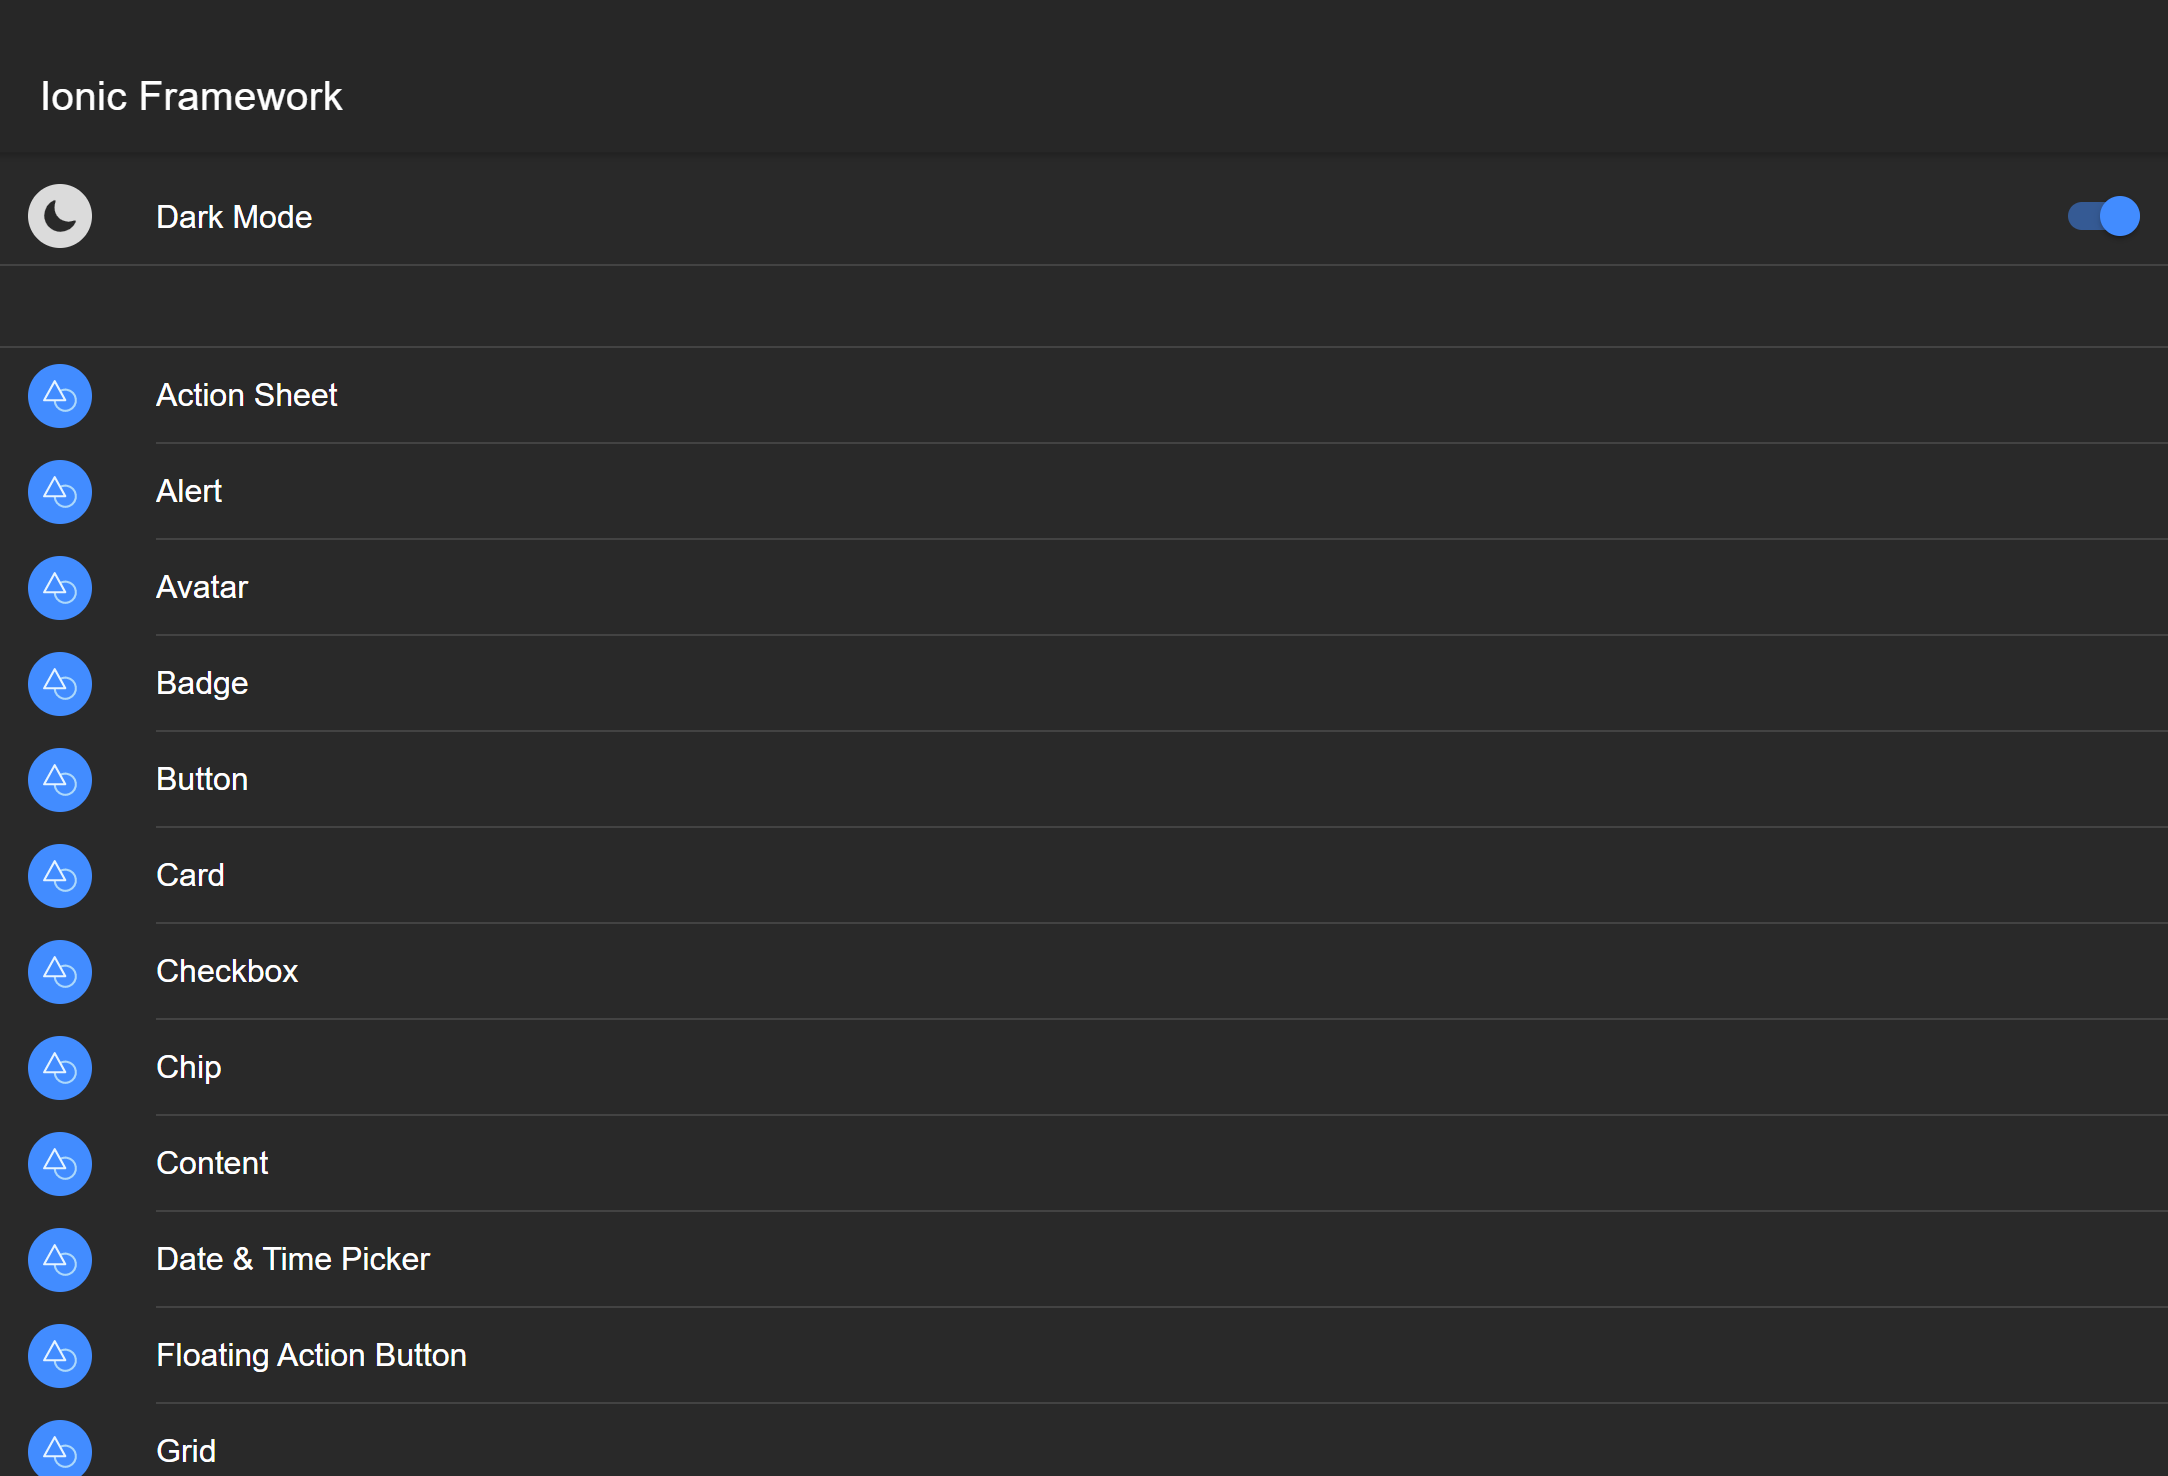 Ionic Framework
Dark Mode
Action Sheet
Alert
Avatar
Badge
Button
Card
Checkbox
Chip
Content
Date & Time Picker
Floating Action Button
Grid